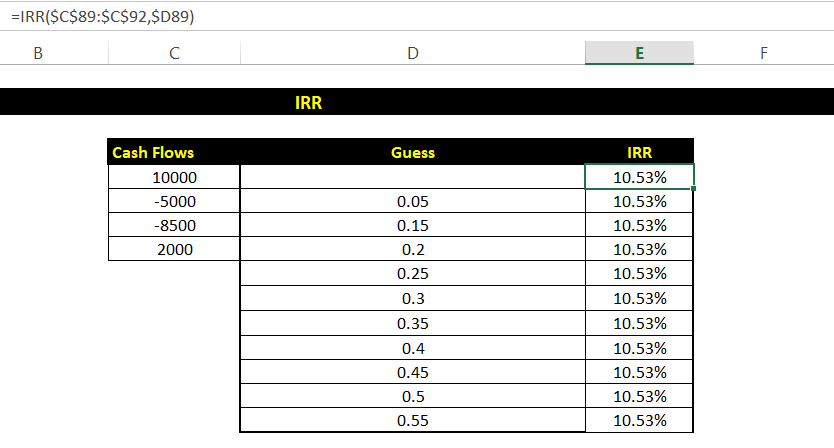 =IRR($C$89:$C$92,$D89)
B C D E F
IRR
Cash Flows Guess IRR
10000 10.53%
-5000 0.05 10.53%
-8500 0.15 10.53%
2000 0.2 10.53%
0.25 10.53%
0.3 10.53%
0.35 10.53%
0.4 10.53%
0.45 10.53%
0.5 10.53%
0.55 10.53%